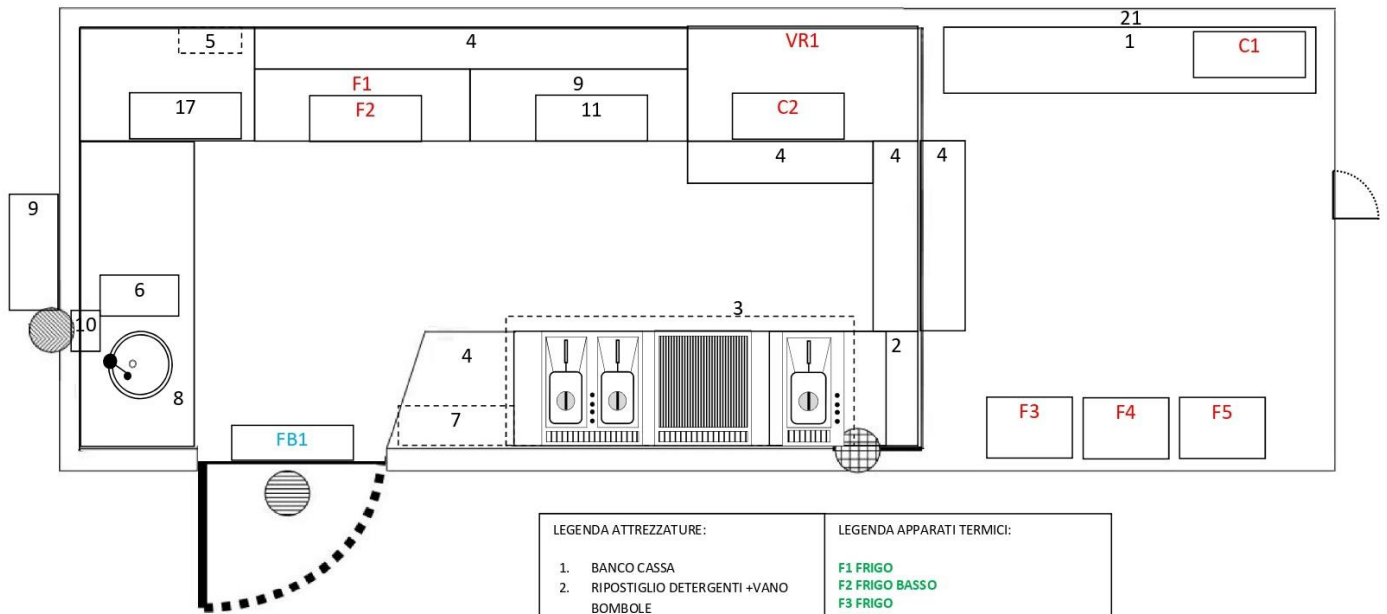 21
5
4
VR1
1
C1
F1
9
17
F2
11
C2
4
4
4
9
6
10
3
4
2
8
7
F3
F4
F5
FB1
LEGENDA ATTREZZATURE:
1. BANCO CASSA
2. RIPOSTIGLIO DETERGENTI +VANO
BOMBOLE
LEGENDA APPARATI TERMICI:
F1 FRIGO
F2 FRIGO BASSO
F3 FRIGO